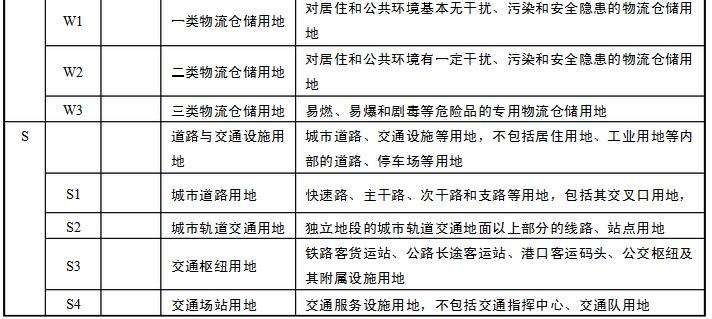 W1 一类物流仓储用地 对居住和公共环境基本无干扰、污染和安全隐患的物流仓储用
地
W2 二类物流仓储用地 对居住和公共环境有一定干扰、污染和安全隐患的物流仓储用
地
W3 三类物流仓储用地 易燃、易爆和剧毒等危险品的专用物流仓储用地
S 道路与交通设施用 城市道路、交通设施等用地，不包括居住用地、工业用地等内
地 部的道路、停车场等用地
S1 城市道路用地 快速路、主干路、次干路和支路等用地，包括其交叉口用地，
S2 城市轨道交通用地 独立地段的城市轨道交通地面以上部分的线路、站点用地
S3 交通枢纽用地 铁路客货运站、公路长途客运站、港口客运码头、公交枢纽及
其附属设施用地
S4 交通场站用地 交通服务设施用地，不包括交通指挥中心、交通队用地